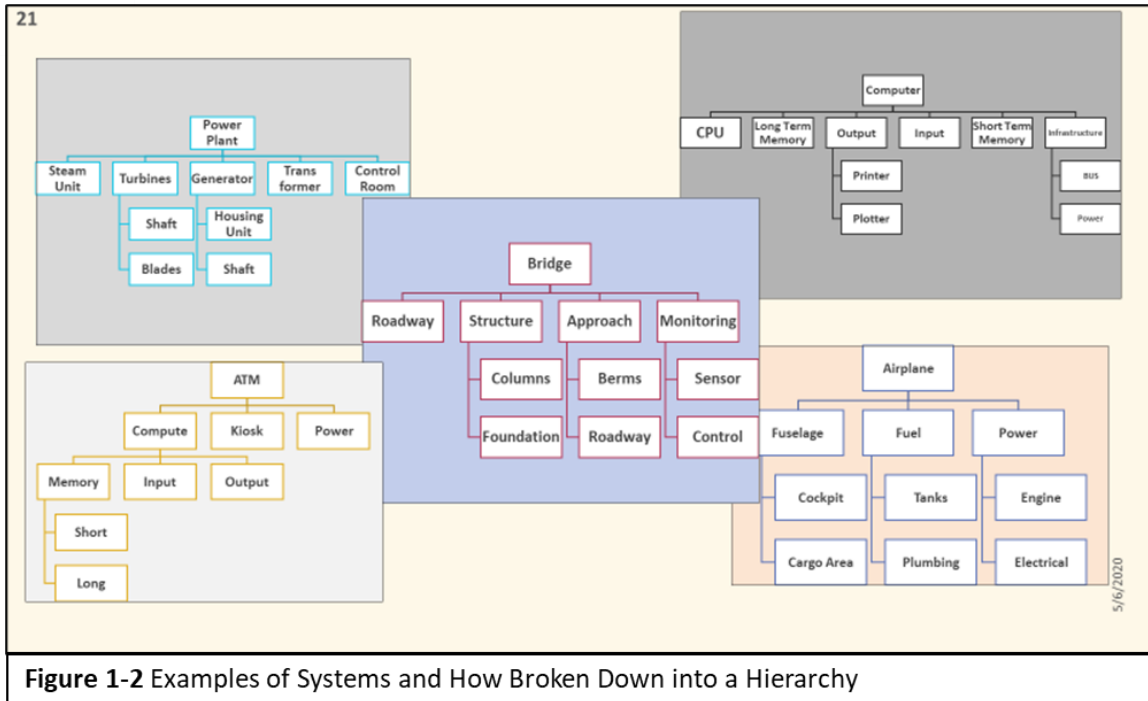 21
Power
Plant
Steam
Unit
Turbines
Generator
Trans
former
Control
Room
Shaft
Housing
Unit
Blades
Shaft
Computer
CPU
Long Term
Memory
Output
Input
Short Term
Memory
Infrastructure
Printer
BUS
Plotter
Power
Bridge
Roadway
Structure
Approach
Monitoring
Columns
Berms
Sensor
Foundation
Roadway
Control
ATM
Compute
Kiosk
Power
Memory
Input
Output
Short
Long
Airplane
Fuselage
Fuel
Power
Cockpit
Tanks
Engine
Cargo Area
Plumbing
Electrical
5/6/2020
Figure 1-2 Examples of Systems and How Broken Down into a Hierarchy